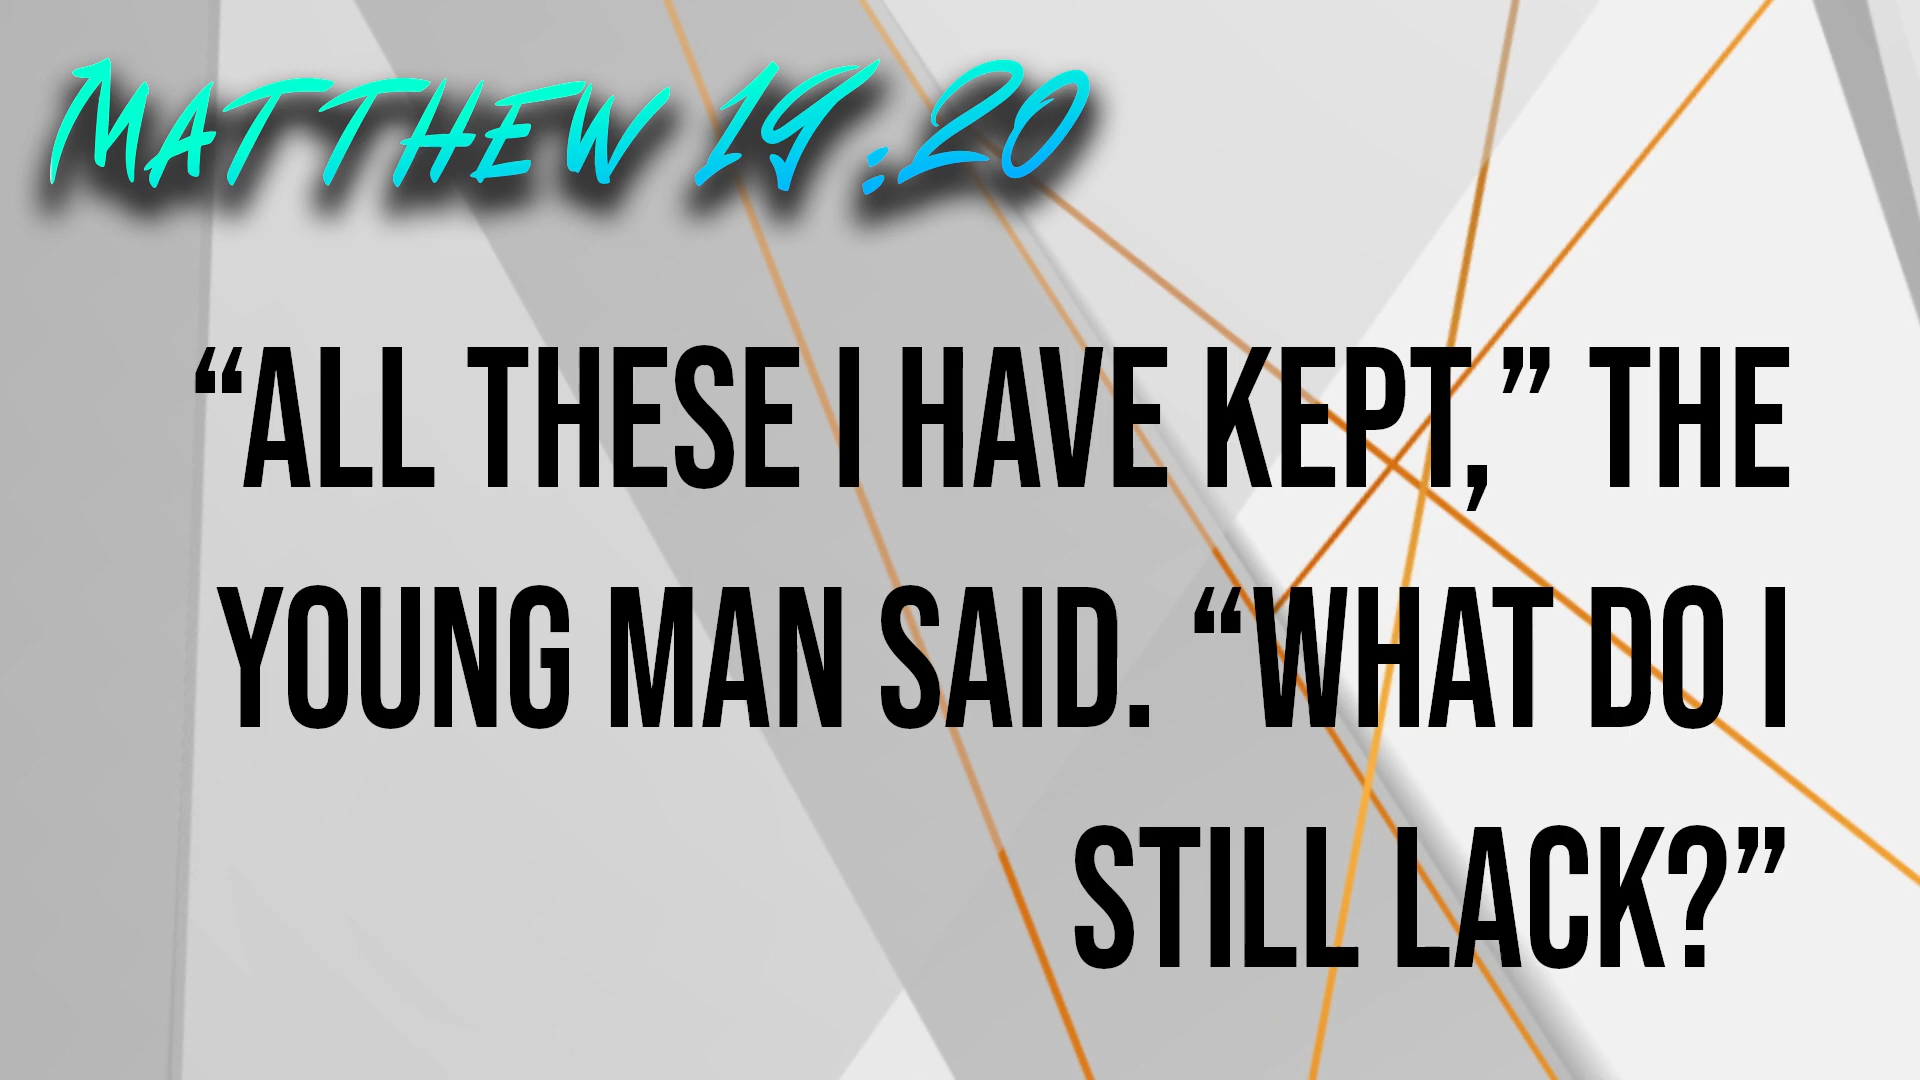 MATTHEW 19:20
“ALL THESE I HAVE KEPT,” THE
YOUNG MAN SAID. “WHAT DO I
STILL LACK?”